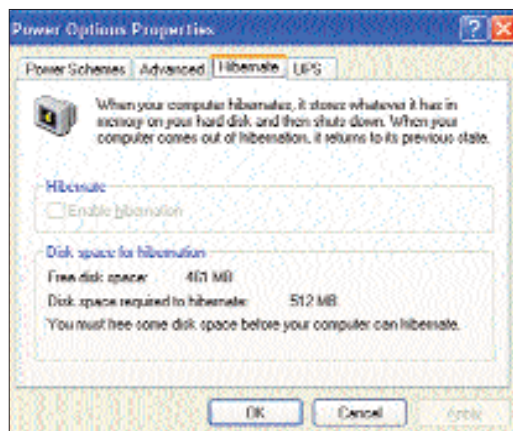 Power Options Properties
Power Schemes Advanced Hibernate UPS
When your computer hibernates, it stores whatever it has in
memory on your hard disk and then shuts down. When your
computer comes out of hibernation, it returns to its previous state.
Hibernate
Enable hibernation
Disk space for hibernation
Free disk space: 461 MB
Disk space required to hibernate: 512 MB
You must free some disk space before your computer can hibernate.
OK Cancel Apply